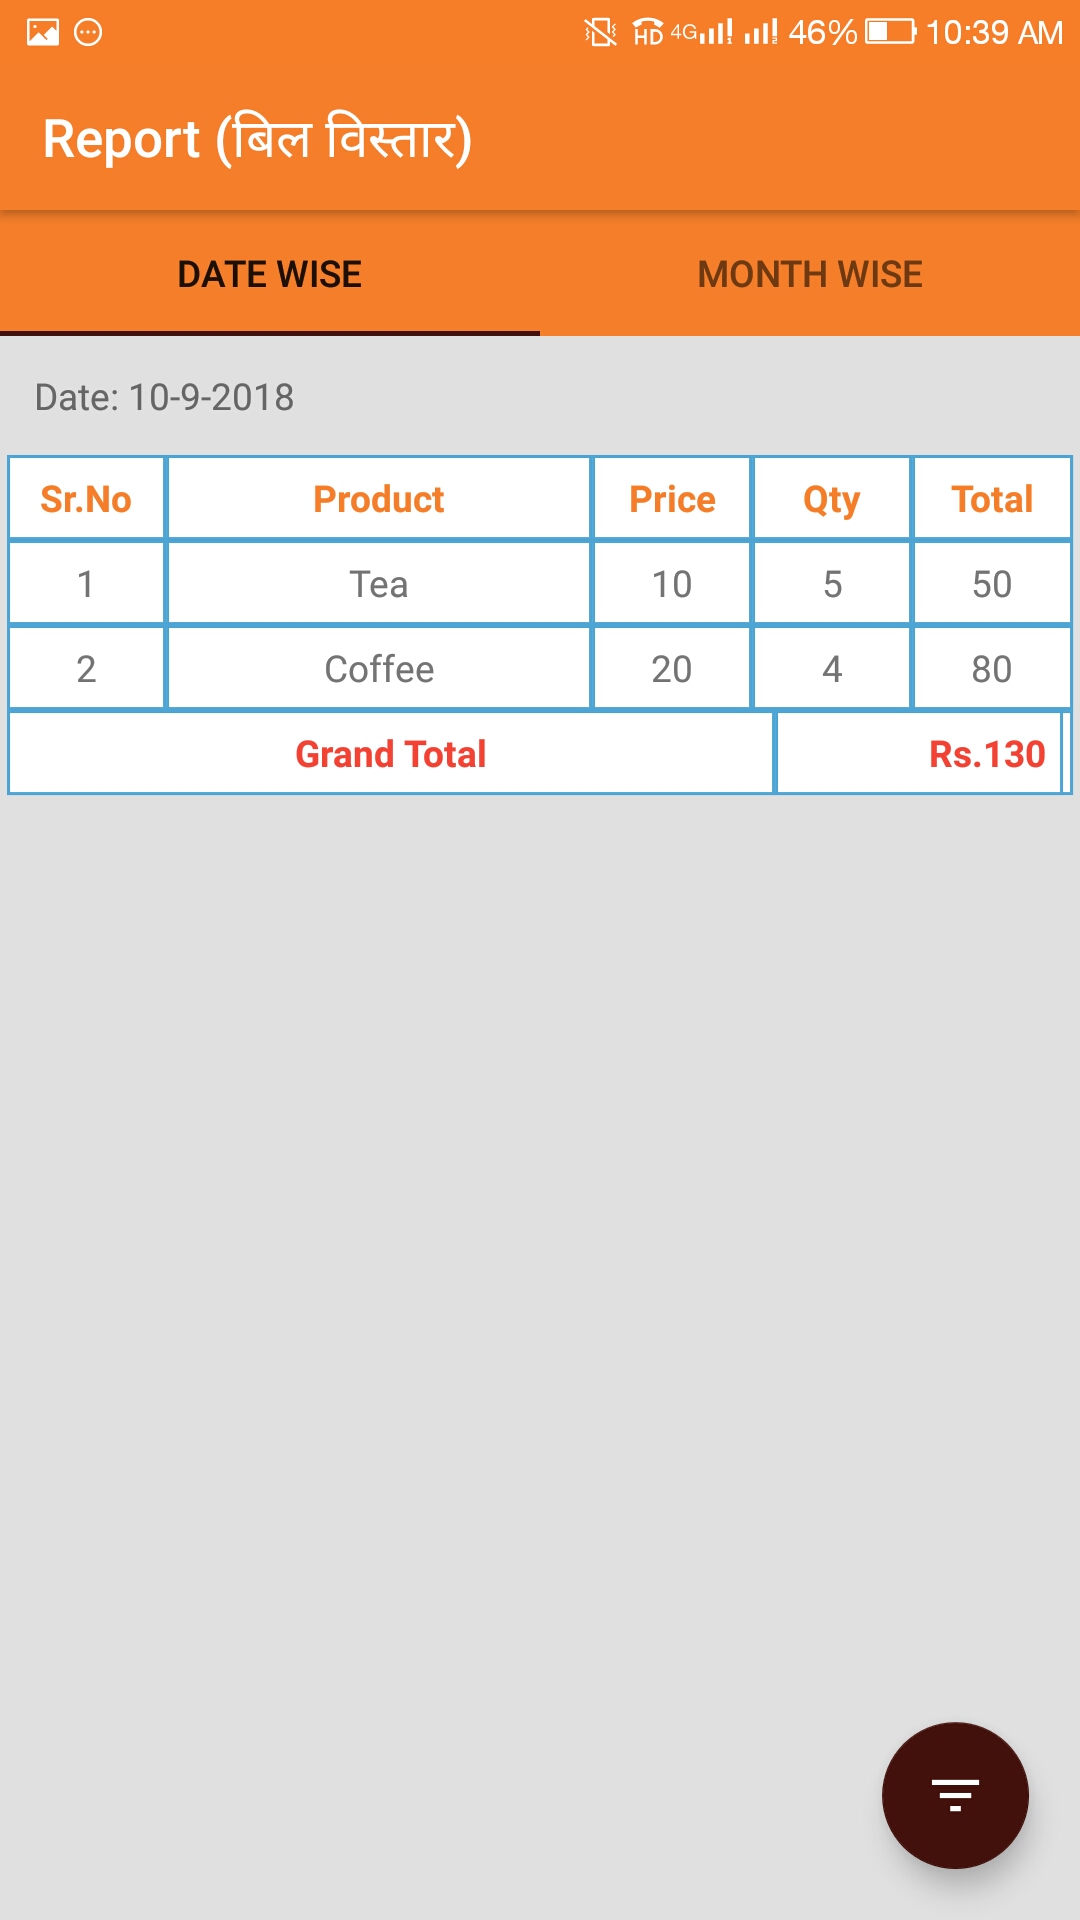 HD 4G 46% 10:39 AM
Report (बिल विस्तार)
DATE WISE MONTH WISE
Date: 10-9-2018
Sr.No Product Price Qty Total
1 Tea 10 5 50
2 Coffee 20 4 80
Grand Total Rs.130